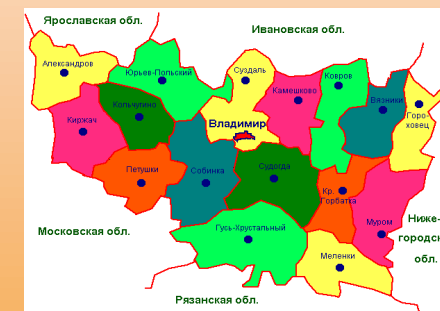 Ярославская обл.
Ивановская обл.
Александров
Юрьев-Польский
Суздаль
Ковров
Камешково
Вязники
Горо-
ховец
Кольчугино
Киржач
Владимир
Петушки
Собинка
Судогда
Кр.
Горбатка
Муром
Ниже-
городск
обл.
Гусь-Хрустальный
Московская обл.
Меленки
Рязанская обл.